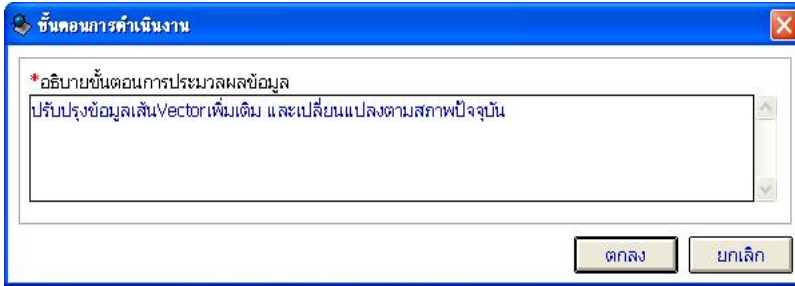 ขั้นตอนการดำเนินงาน
*อธิบายขั้นตอนการประมวลผลข้อมูล
ปรับปรุงข้อมูลเส้นVectorเพิ่มเติม และเปลี่ยนแปลงตามสภาพปัจจุบัน
ตกลง ยกเลิก